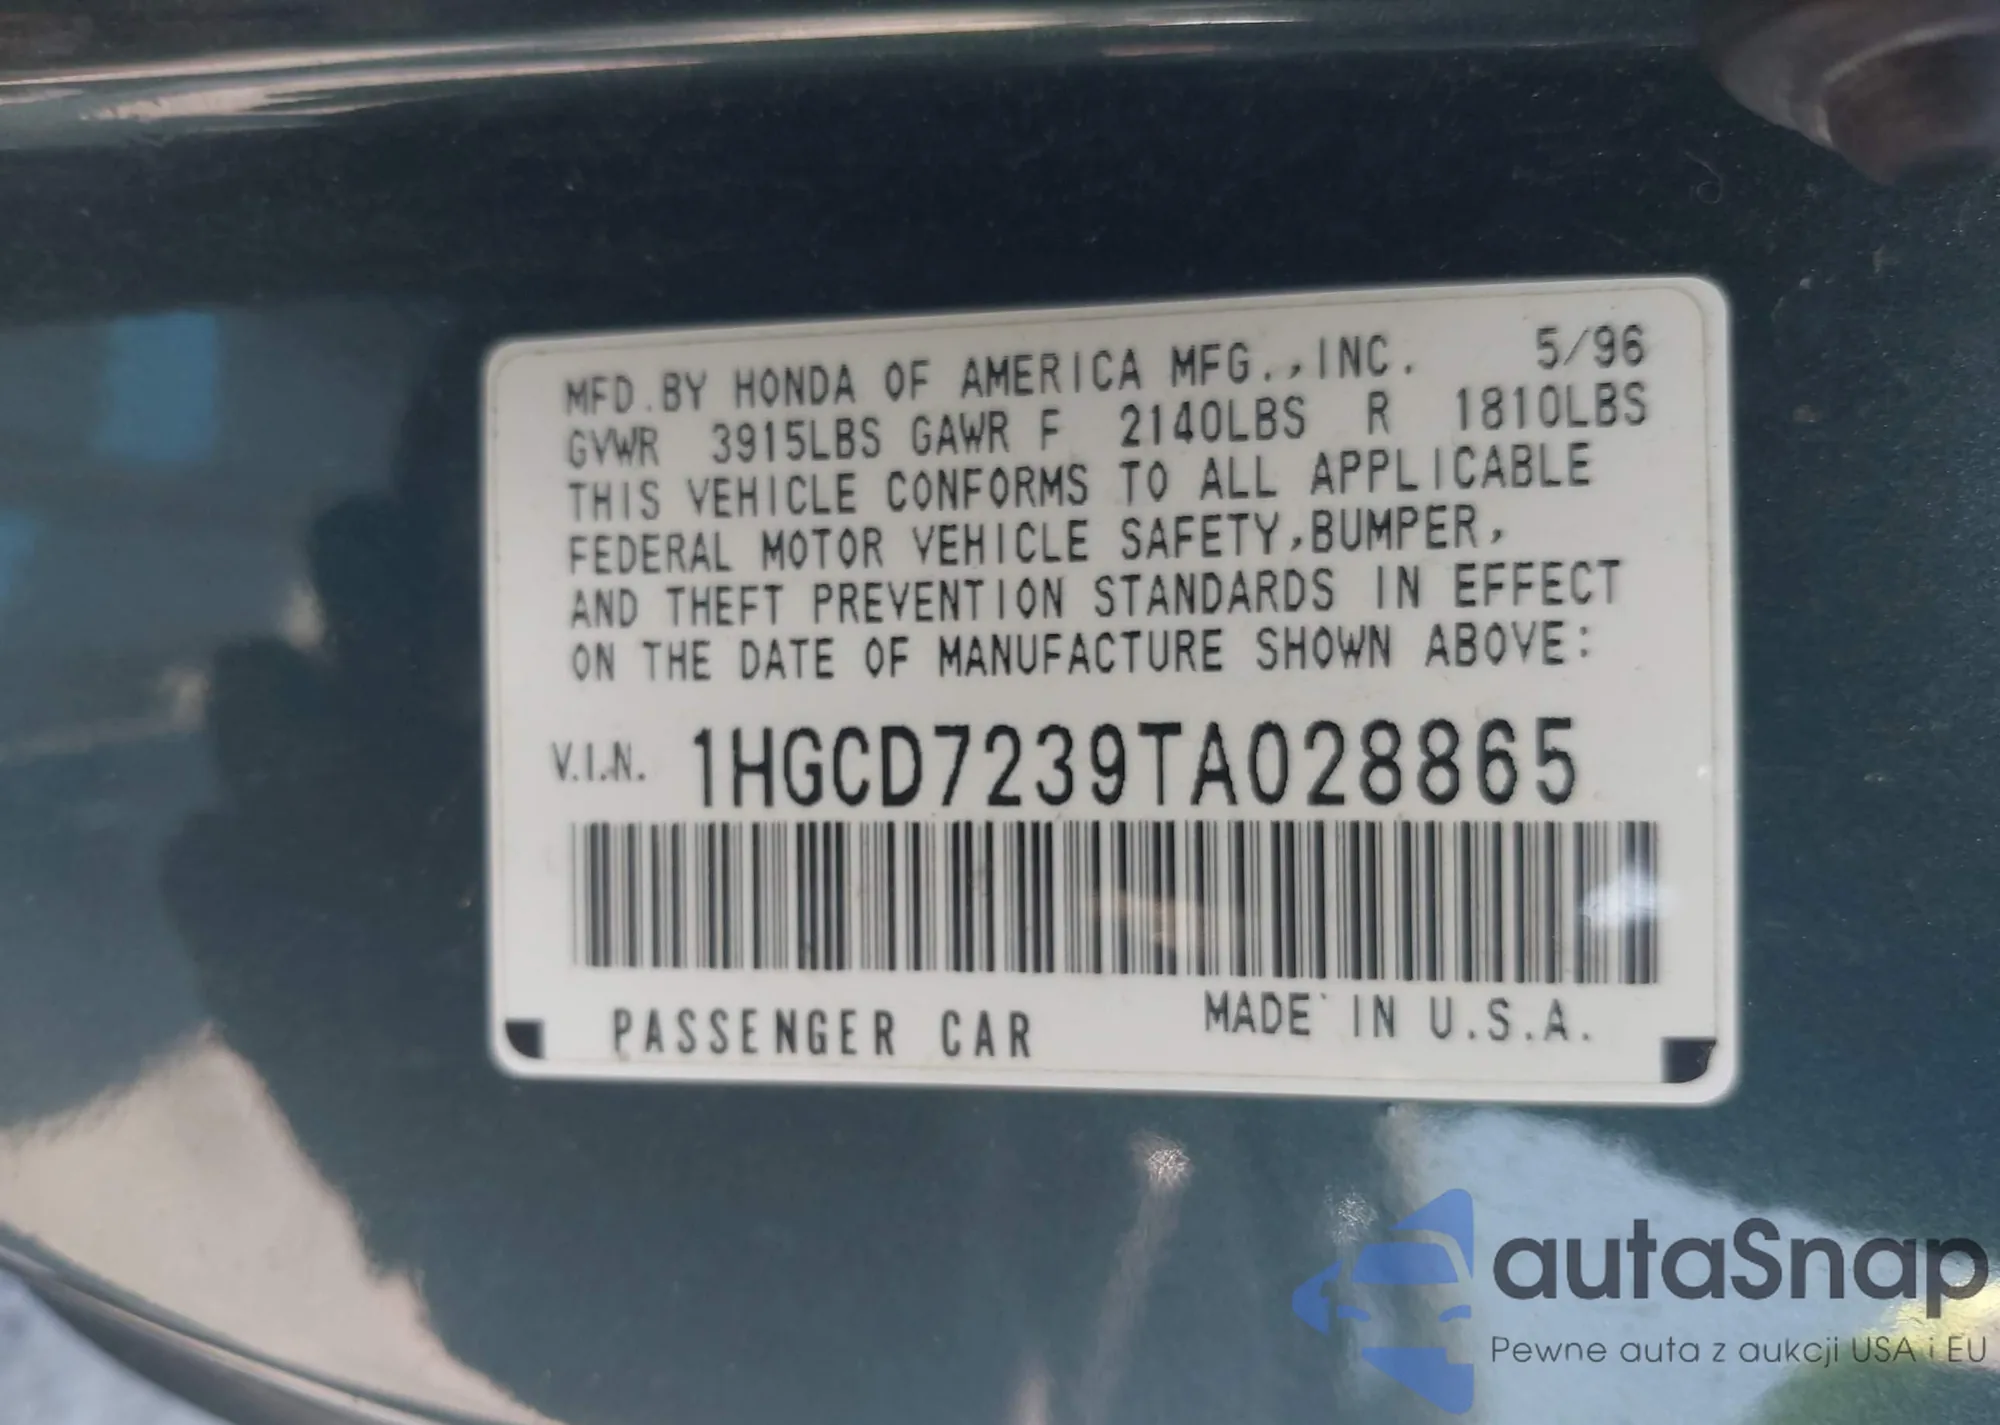 MFD.BY HONDA OF AMERICA MFG.,INC. 5/96
GVWR 3915LBS GAWR F 2140LBS R 1810LBS
THIS VEHICLE CONFORMS TO ALL APPLICABLE
FEDERAL MOTOR VEHICLE SAFETY,BUMPER,
AND THEFT PREVENTION STANDARDS IN EFFECT
ON THE DATE OF MANUFACTURE SHOWN ABOVE:
V.I.N. 1HGCD7239TA028865
PASSENGER CAR MADE IN U.S.A.
autaSnap
Pewne auta z aukcji USA i EU